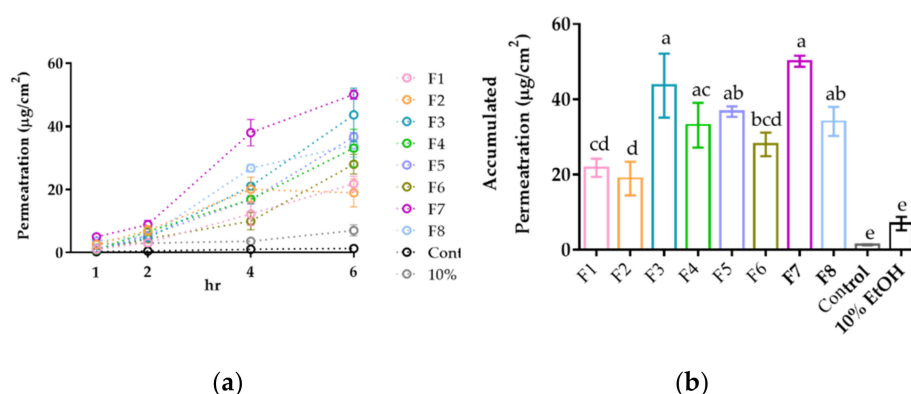 Permeatration (µg/cm²)
60
40
20
0
1 2 4 6
hr
F1
F2
F3
F4
F5
F6
F7
F8
Cont
10%
(a)
Accumulated
Permeatration (µg/cm²)
60
40
20
0
cd d a ac ab bcd a ab e e
F1 F2 F3 F4 F5 F6 F7 F8 Control 10% EtOH
(b)